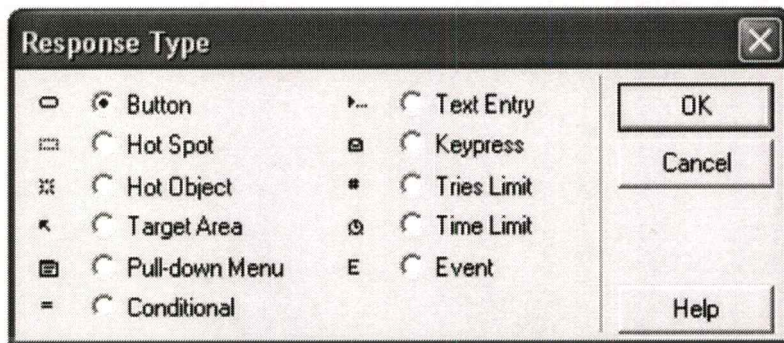 Response Type
Button
Hot Spot
Hot Object
Target Area
Pull-down Menu
= Conditional
Text Entry
Keypress
# Tries Limit
Time Limit
E Event
OK
Cancel
Help